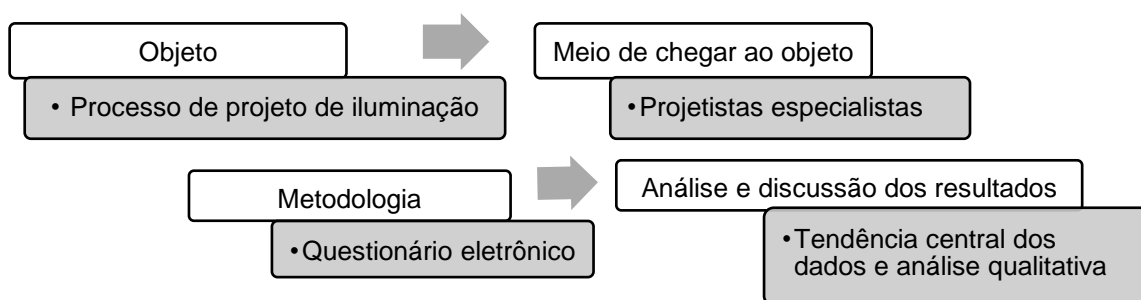 Objeto
• Processo de projeto de iluminação
Meio de chegar ao objeto
•Projetistas especialistas
Metodologia
•Questionário eletrônico
Análise e discussão dos resultados
•Tendência central dos
dados e análise qualitativa